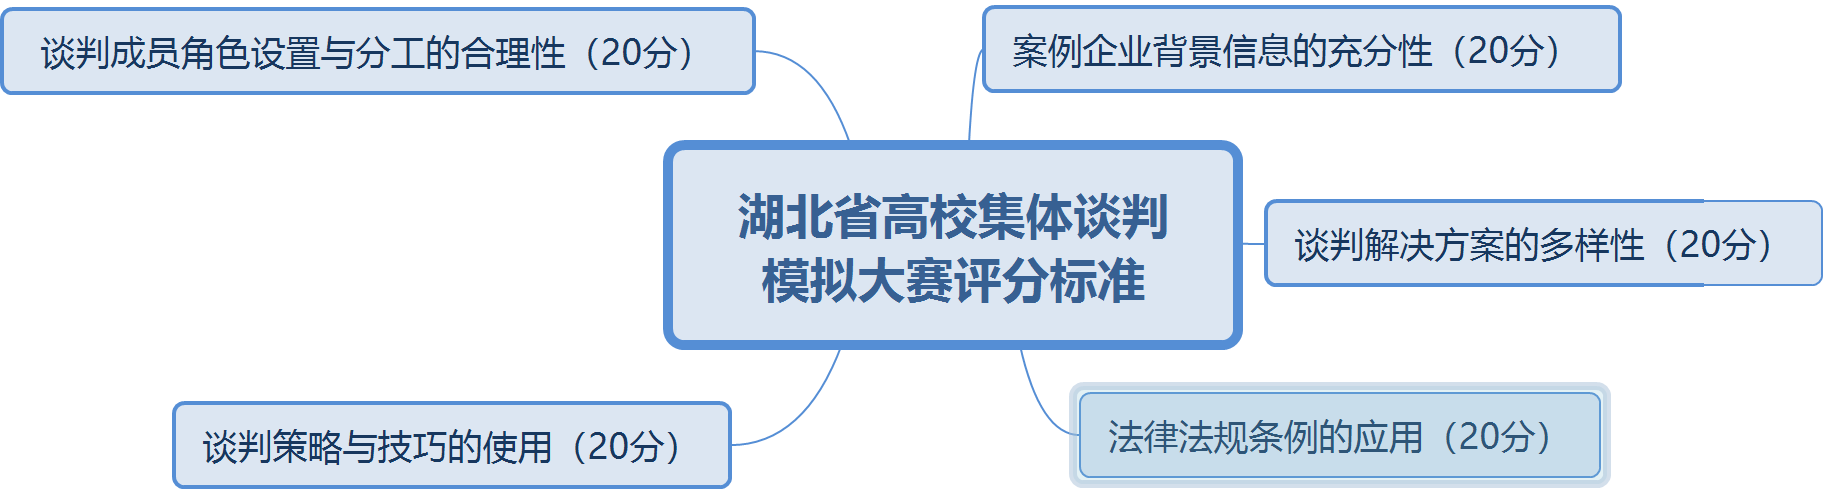 谈判成员角色设置与分工的合理性（20分）
案例企业背景信息的充分性（20分）
湖北省高校集体谈判
模拟大赛评分标准
谈判解决方案的多样性（20分）
谈判策略与技巧的使用（20分）
法律法规条例的应用（20分）